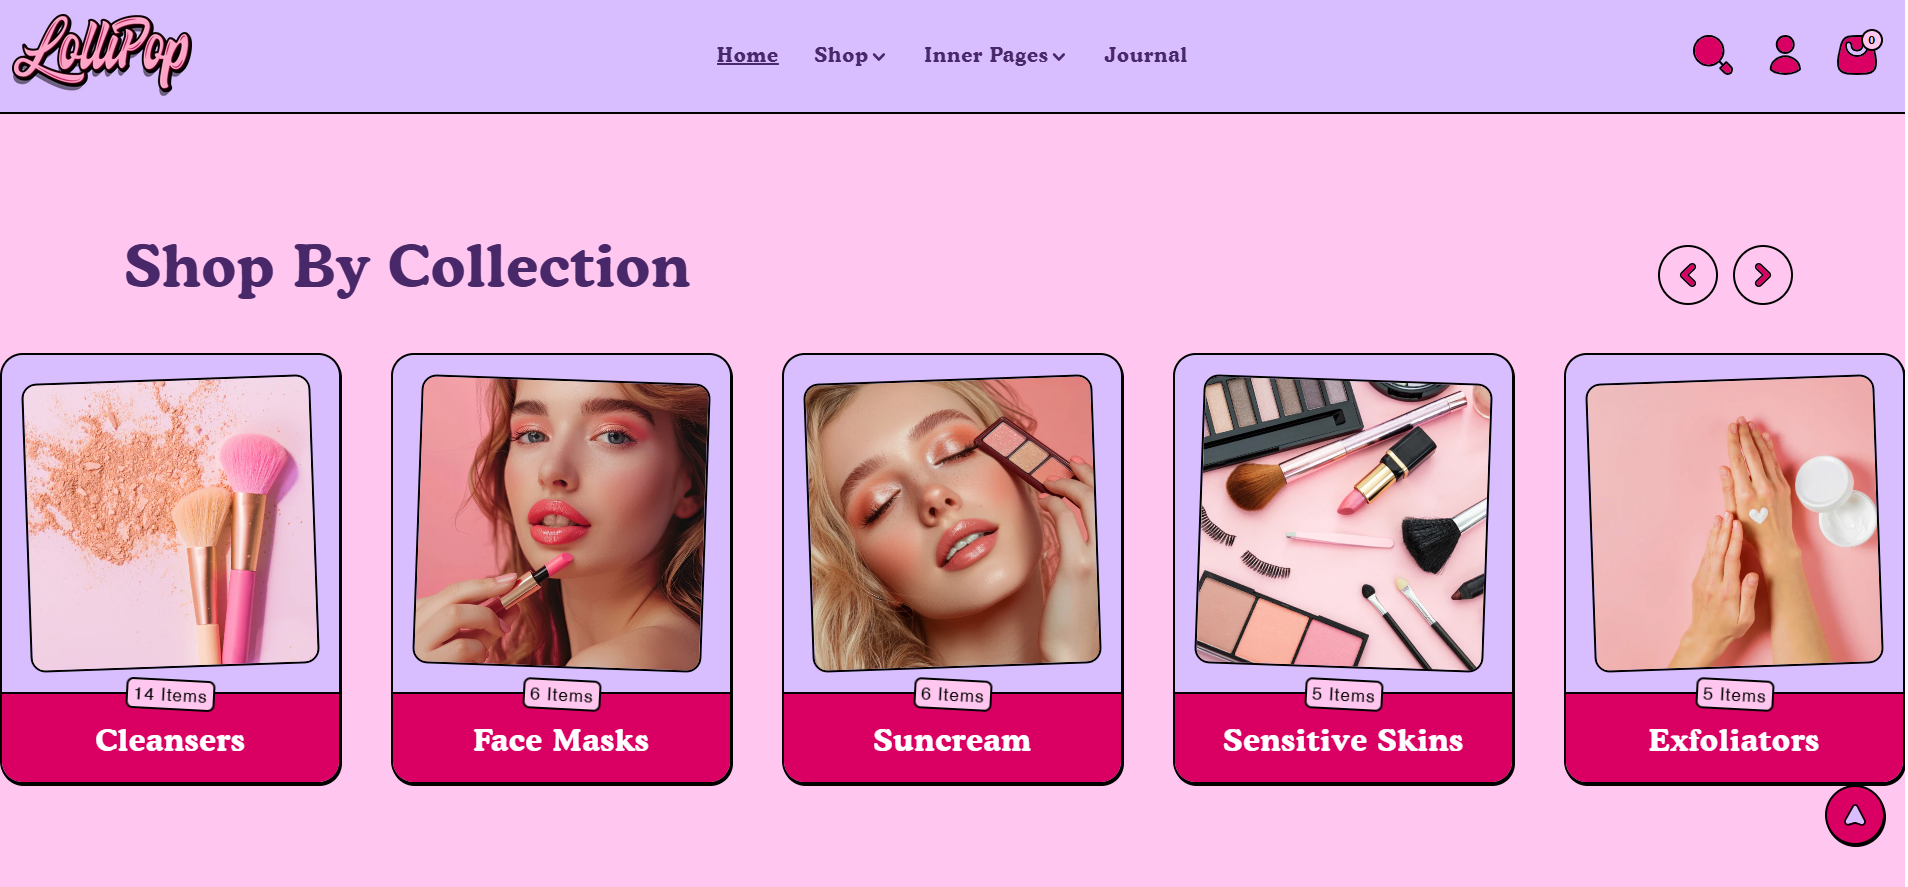 LolliPop
Home Shop Inner Pages Journal
0
Shop By Collection
14 Items
Cleansers
6 Items
Face Masks
6 Items
Suncream
5 Items
Sensitive Skins
5 Items
Exfoliators